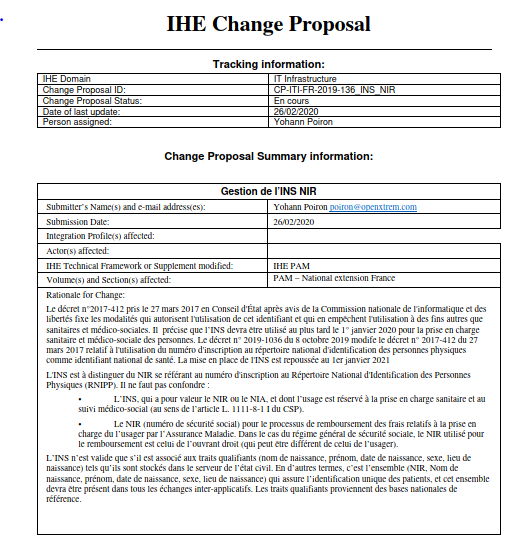 IHE Change Proposal
Tracking information:
IHE Domain IT Infrastructure
Change Proposal ID: CP-ITI-FR-2019-136_INS_NIR
Change Proposal Status: En cours
Date of last update: 26/02/2020
Person assigned: Yohann Poiron
Change Proposal Summary information:
Gestion de l'INS NIR
Submitter's Name(s) and e-mail address(es): Yohann Poiron poiron@openxtrem.com
Submission Date: 26/02/2020
Integration Profile(s) affected:
Actor(s) affected:
IHE Technical Framework or Supplement modified: IHE PAM
Volume(s) and Section(s) affected: PAM – National extension France
Rationale for Change:
Le décret n°2017-412 pris le 27 mars 2017 en Conseil d'État après avis de la Commission nationale de l'informatique et des
libertés fixe les modalités qui autorisent l'utilisation de cet identifiant et qui en empêchent l'utilisation à des fins autres que
sanitaires et médico-sociales. Il précise que l'INS devra être utilisé au plus tard le 1° janvier 2020 pour la prise en charge
sanitaire et médico-sociale des personnes. Le décret n° 2019-1036 du 8 octobre 2019 modife le décret n° 2017-412 du 27
mars 2017 relatif à l'utilisation du numéro d'inscription au répertoire national d'identification des personnes physiques
comme identifiant national de santé. La mise en place de l'INS est repoussée au 1er janvier 2021
L'INS est à distinguer du NIR se référant au numéro d'inscription au Répertoire National d'Identification des Personnes
Physiques (RNIPP). Il ne faut pas confondre :
• L'INS, qui a pour valeur le NIR ou le NIA, et dont l'usage est réservé à la prise en charge sanitaire et au
suivi médico-social (au sens de l'article L. 1111-8-1 I du CSP).
• Le NIR (numéro de sécurité social) pour le processus de remboursement des frais relatifs à la prise en
charge du l'usager par l'Assurance Maladie. Dans le cas du régime général de sécurité sociale, le NIR utilisé pour
le remboursement est celui de l'ouvrant droit (qui peut être différent de celui de l'usager).
L'INS n'est valide que s'il est associé aux traits qualifiants (nom de naissance, prénom, date de naissance, sexe, lieu de
naissance) tels qu'ils sont stockés dans le serveur de l'état civil. En d'autres termes, c'est l'ensemble (NIR, Nom de
naissance, prénom, date de naissance, sexe, lieu de naissance) qui assure l'identification unique des patients, et cet ensemble
devra être présent dans tous les échanges inter-applicatifs. Les traits qualifiants proviennent des bases nationales de
référence.